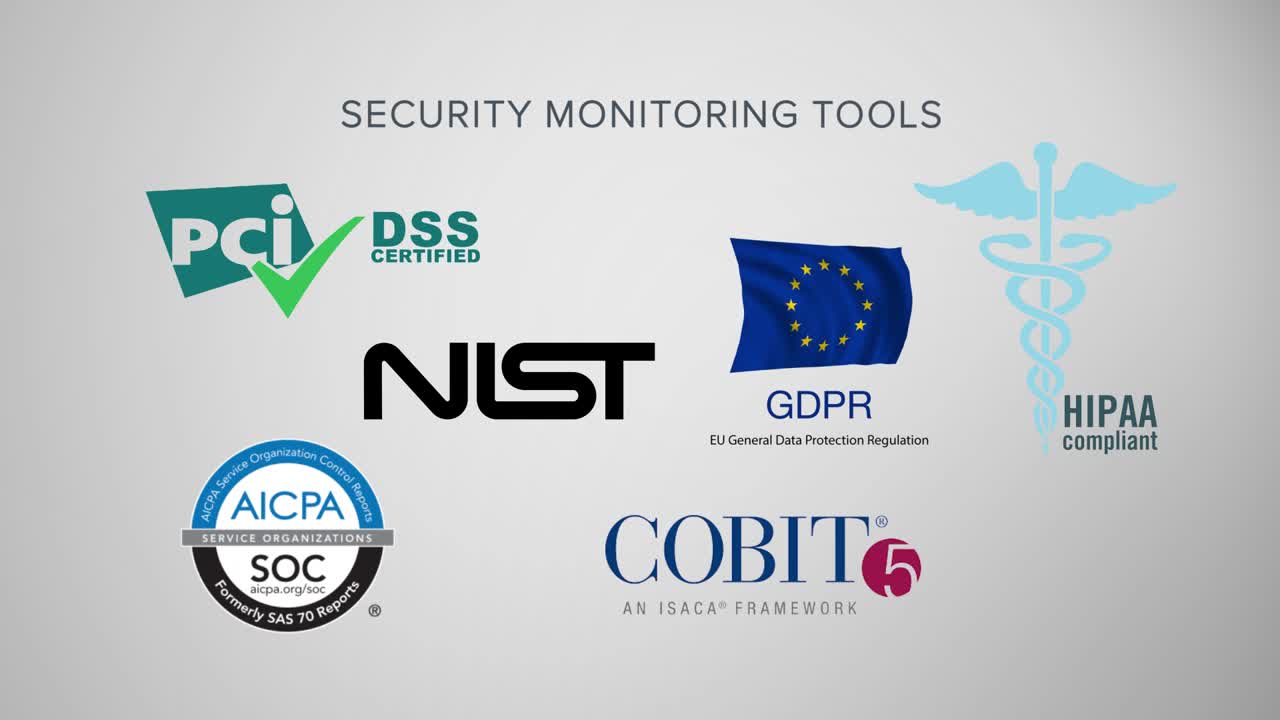 SECURITY MONITORING TOOLS
PCi
DSS
CERTIFIED
NIST
GDPR
EU General Data Protection Regulation
HIPAA
compliant
AICPA Service Organization Control Reports
AICPA
SERVICE ORGANIZATIONS
SOC
aicpa.org/soc
Formerly SAS 70 Reports
®
COBIT® 5
AN ISACA® FRAMEWORK